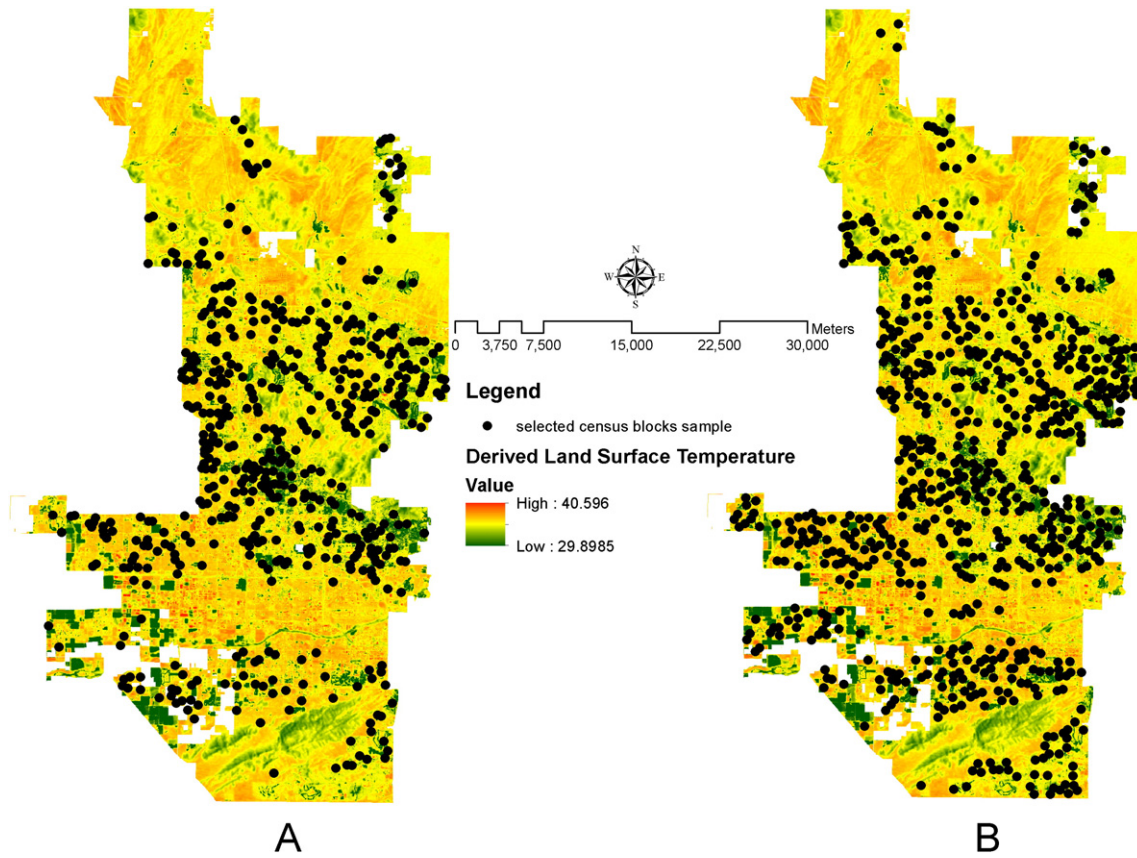 N
W E
S
Meters
0 3,750 7,500 15,000 22,500 30,000
Legend
selected census blocks sample
Derived Land Surface Temperature
Value
High : 40.596
Low : 29.8985
A B